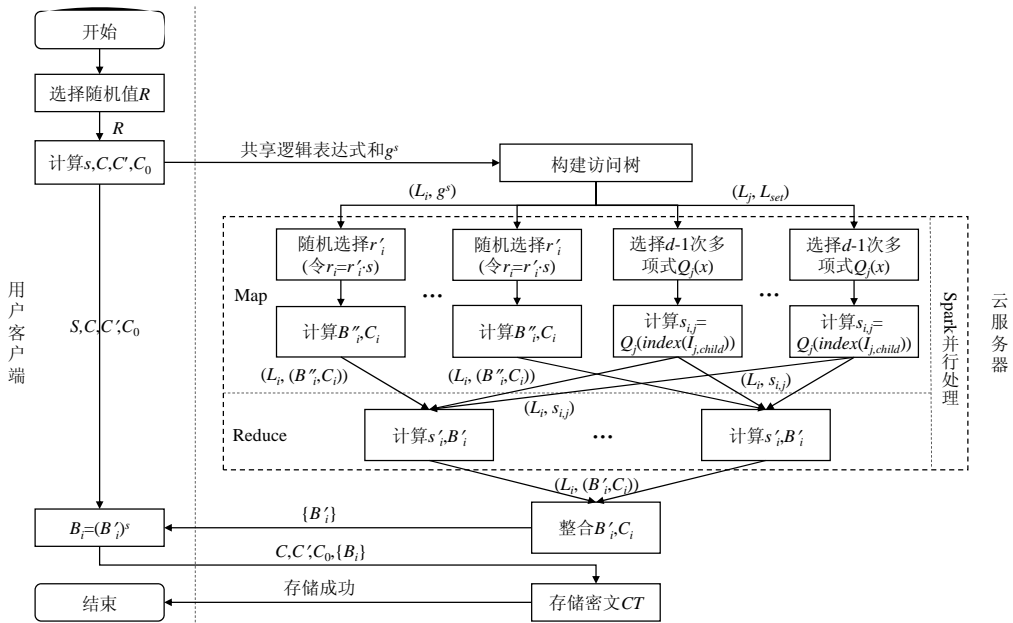 开始
选择随机值R
R
计算s,C,C′,C₀
共享逻辑表达式和gˢ
构建访问树
(Lᵢ, gˢ)
(Lⱼ, Lset)
随机选择r′ᵢ
(令rᵢ=r′ᵢ·s)
随机选择r′ᵢ
(令rᵢ=r′ᵢ·s)
选择d-1次多
项式Qⱼ(x)
选择d-1次多
项式Qⱼ(x)
Map
...
...
计算B″ᵢ,Cᵢ
计算B″ᵢ,Cᵢ
计算sᵢ,ⱼ=
Qⱼ(index(Iⱼ,child))
计算sᵢ,ⱼ=
Qⱼ(index(Iⱼ,child))
用户客户端
S,C,C′,C₀
Spark并行处理
云服务器
(Lᵢ, (B″ᵢ,Cᵢ))
(Lᵢ, (B″ᵢ,Cᵢ))
(Lᵢ, sᵢ,ⱼ)
(Lᵢ, sᵢ,ⱼ)
Reduce
计算s′ᵢ,B′ᵢ
...
计算s′ᵢ,B′ᵢ
(Lᵢ, (B′ᵢ,Cᵢ))
Bᵢ=(B′ᵢ)ˢ
{B′ᵢ}
整合B′ᵢ,Cᵢ
C,C′,C₀,{Bᵢ}
存储成功
结束
存储密文CT